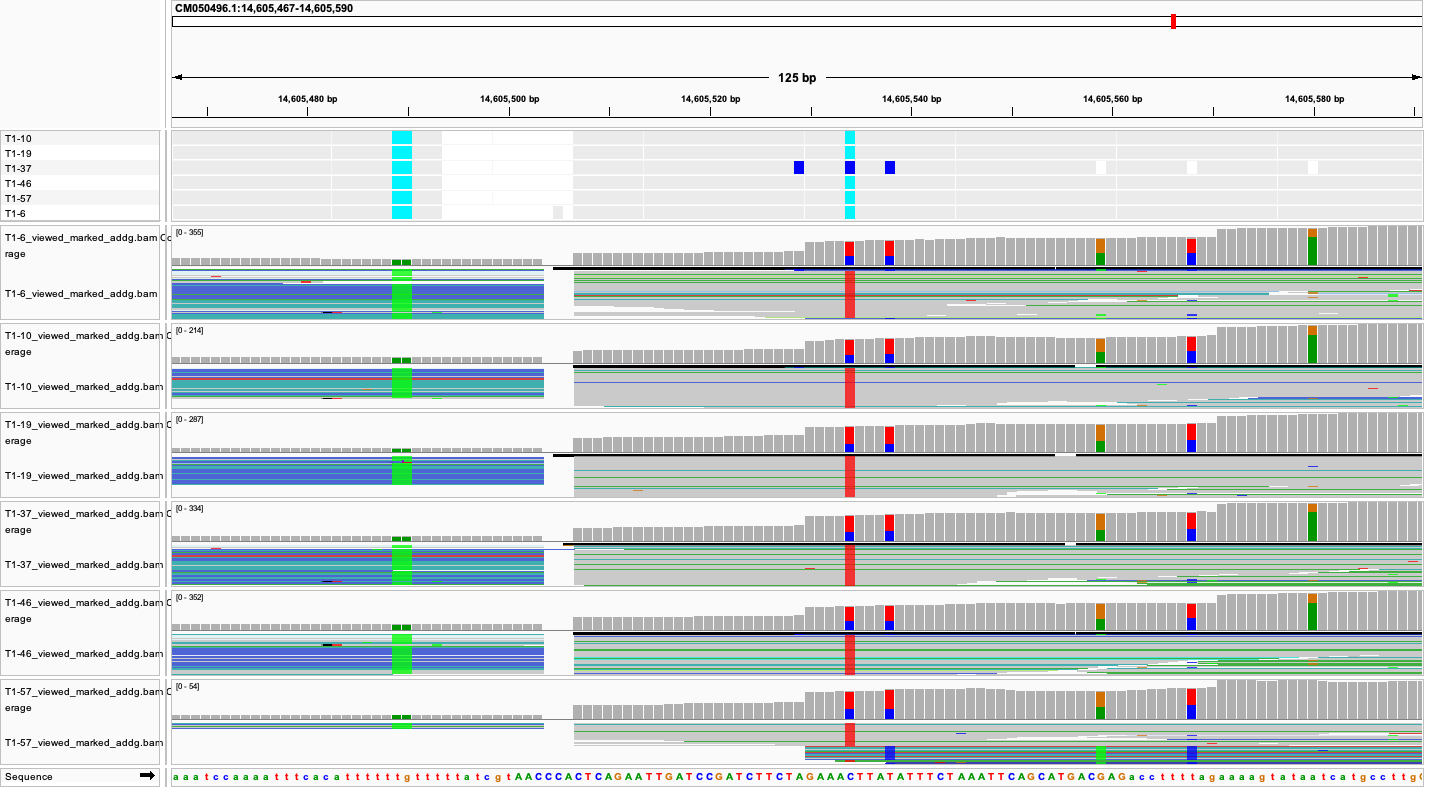 CM050496.1:14,605,467-14,605,590
125 bp
14,605,480 bp 14,605,500 bp 14,605,520 bp 14,605,540 bp 14,605,560 bp 14,605,580 bp
T1-10
T1-19
T1-37
T1-46
T1-57
T1-6
T1-6_viewed_marked_addg.bam Co [0 - 355]
rage
T1-6_viewed_marked_addg.bam
T1-10_viewed_marked_addg.bam C [0 - 214]
erage
T1-10_viewed_marked_addg.bam
T1-19_viewed_marked_addg.bam C [0 - 287]
erage
T1-19_viewed_marked_addg.bam
T1-37_viewed_marked_addg.bam C [0 - 334]
erage
T1-37_viewed_marked_addg.bam
T1-46_viewed_marked_addg.bam C [0 - 352]
erage
T1-46_viewed_marked_addg.bam
T1-57_viewed_marked_addg.bam C [0 - 54]
erage
T1-57_viewed_marked_addg.bam
Sequence a a a t c c a a a a t t t c a c a t t t t t t g t t t t t a t c g t A A C C C A C T C A G A A T T G A T C C G A T C T T C T A G A A A C T T A T A T T T C T A A A T T C A G C A T G A C G A G A c c t t t t a g a a a a g t a t a a t c a t g c c t t g